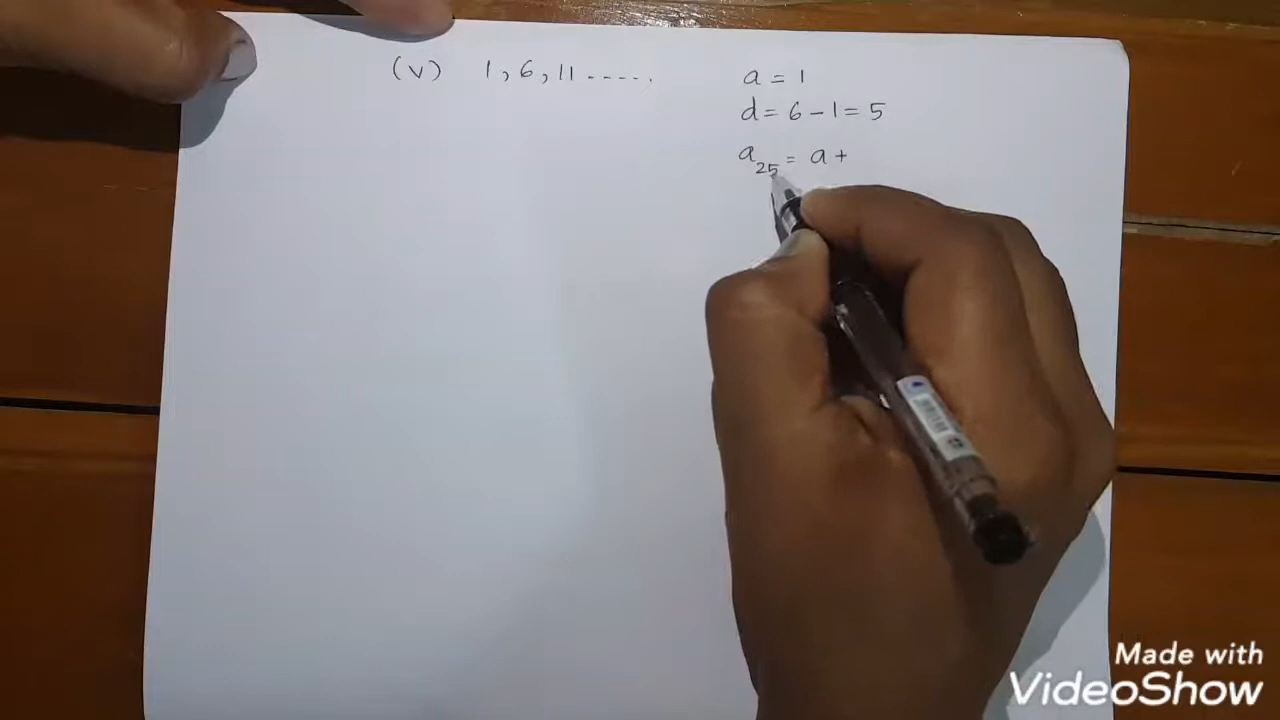 (v) 1, 6, 11 .....
a = 1
d = 6 - 1 = 5
a₂₅ = a +
Made with
VideoShow